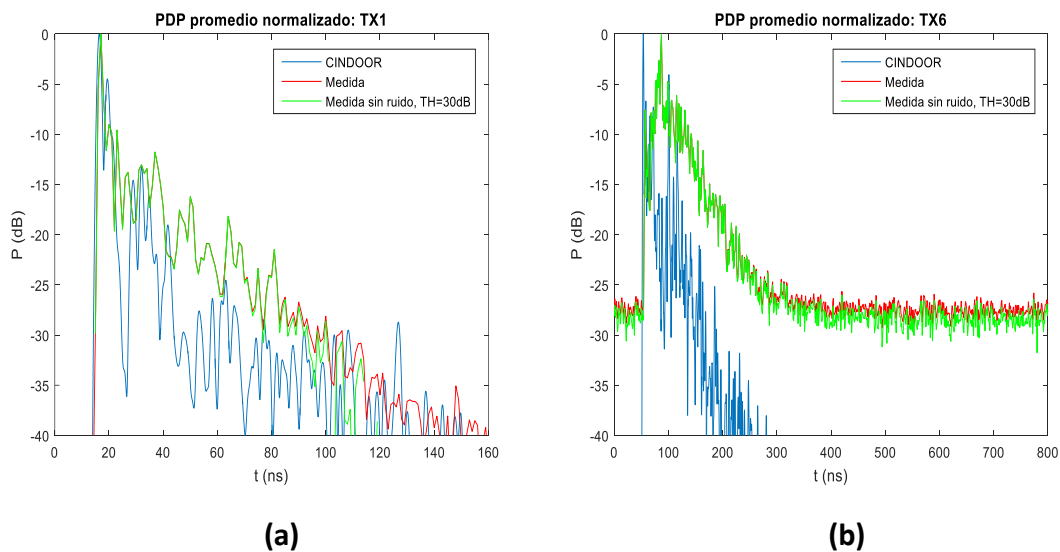 PDP promedio normalizado: TX1
CINDOOR
Medida
Medida sin ruido, TH=30dB
P (dB)
0
-5
-10
-15
-20
-25
-30
-35
-40
0 20 40 60 80 100 120 140 160
t (ns)
(a)
PDP promedio normalizado: TX6
CINDOOR
Medida
Medida sin ruido, TH=30dB
P (dB)
0
-5
-10
-15
-20
-25
-30
-35
-40
0 100 200 300 400 500 600 700 800
t (ns)
(b)